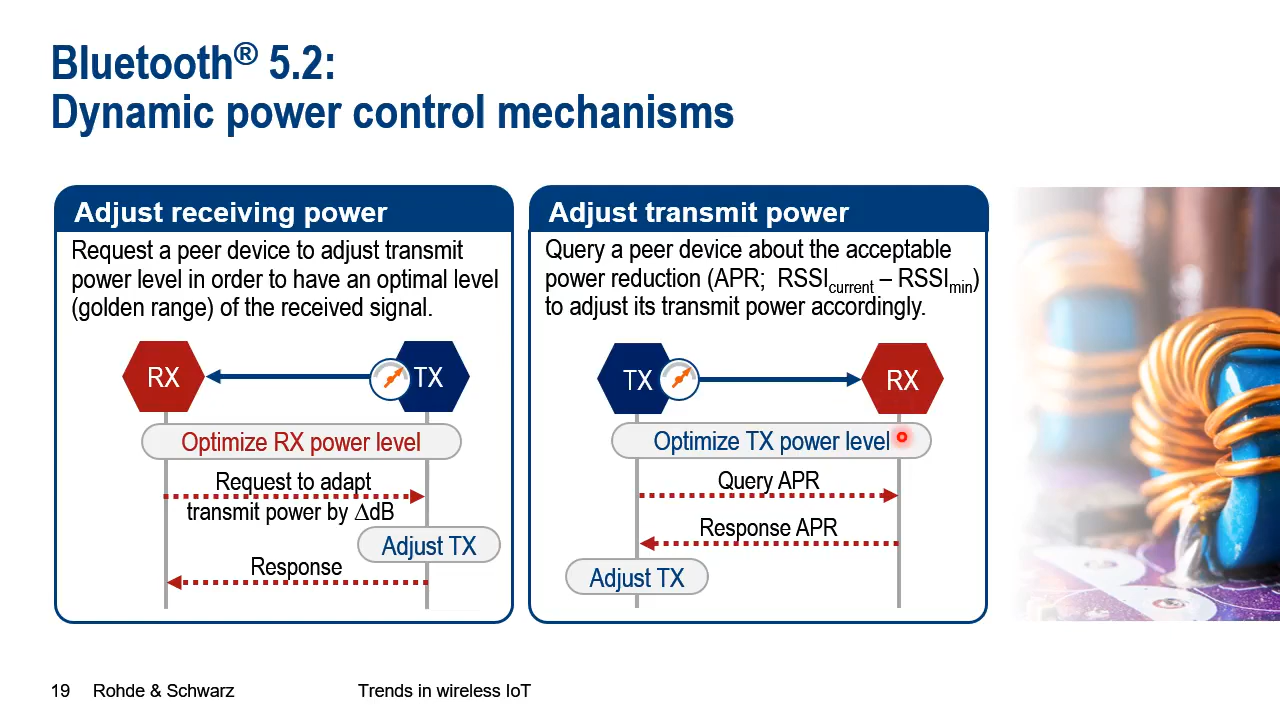 Bluetooth® 5.2:
Dynamic power control mechanisms
Adjust receiving power
Request a peer device to adjust transmit
power level in order to have an optimal level
(golden range) of the received signal.
RX
TX
Optimize RX power level
Request to adapt
transmit power by ΔdB
Adjust TX
Response
Adjust transmit power
Query a peer device about the acceptable
power reduction (APR; RSSIcurrent – RSSImin)
to adjust its transmit power accordingly.
TX
RX
Optimize TX power level
Query APR
Response APR
Adjust TX
19 Rohde & Schwarz Trends in wireless IoT